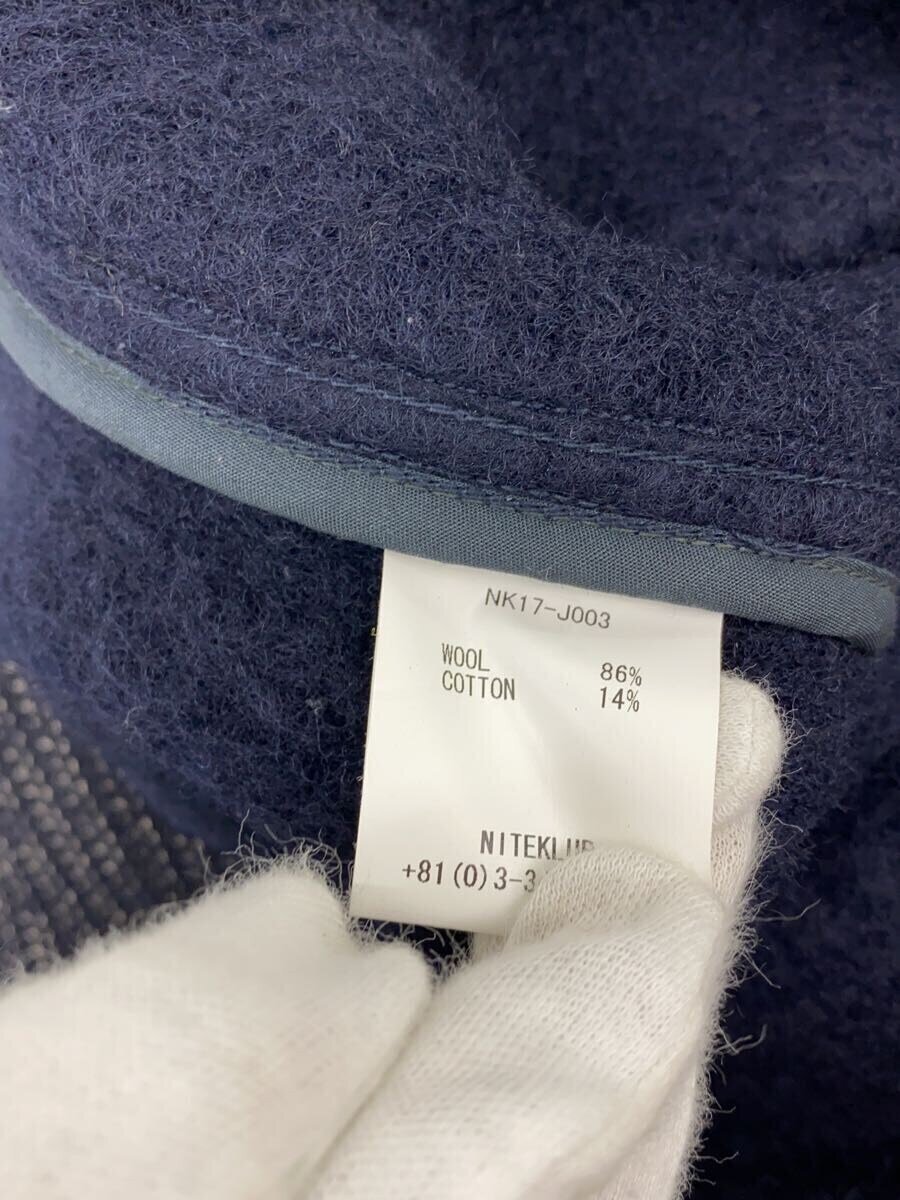 NK17-J003
WOOL 86%
COTTON 14%
+81(0)3-3